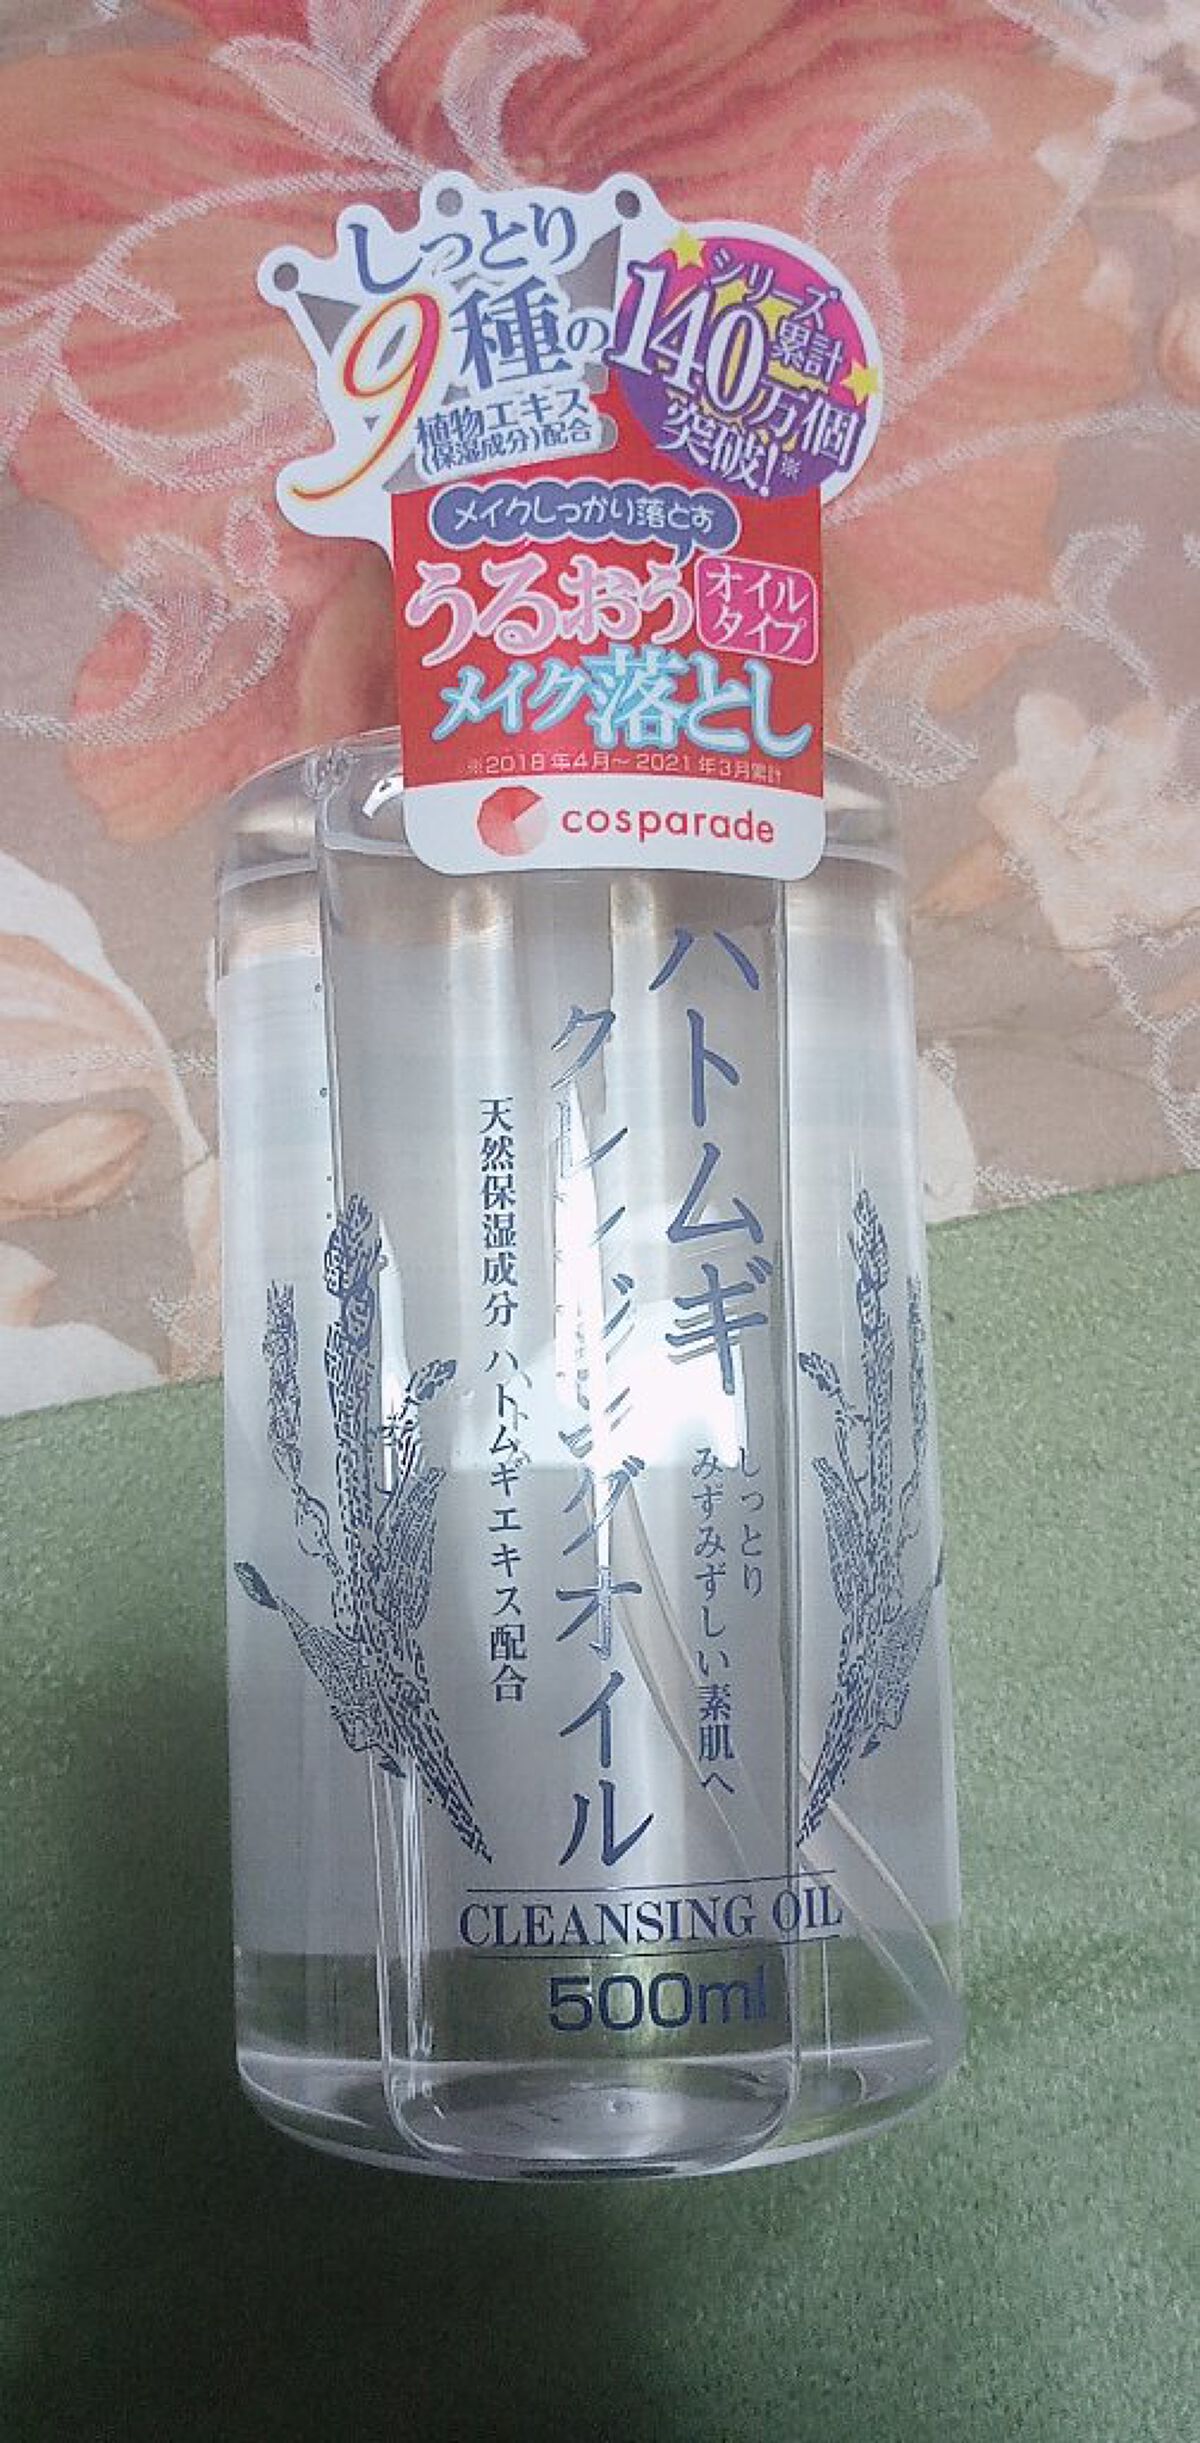 しっとり
9種の
植物エキス
(保湿成分)配合
シリーズ
累計
140万個
突破!※
メイクしっかり落とす
うるおう
オイル
タイプ
メイク落とし
※2018年4月〜2021年3月累計
cosparade
ハトムギ
クレンジングオイル
しっとり
みずみずしい素肌へ
天然保湿成分 ハトムギエキス配合
CLEANSING OIL
500ml